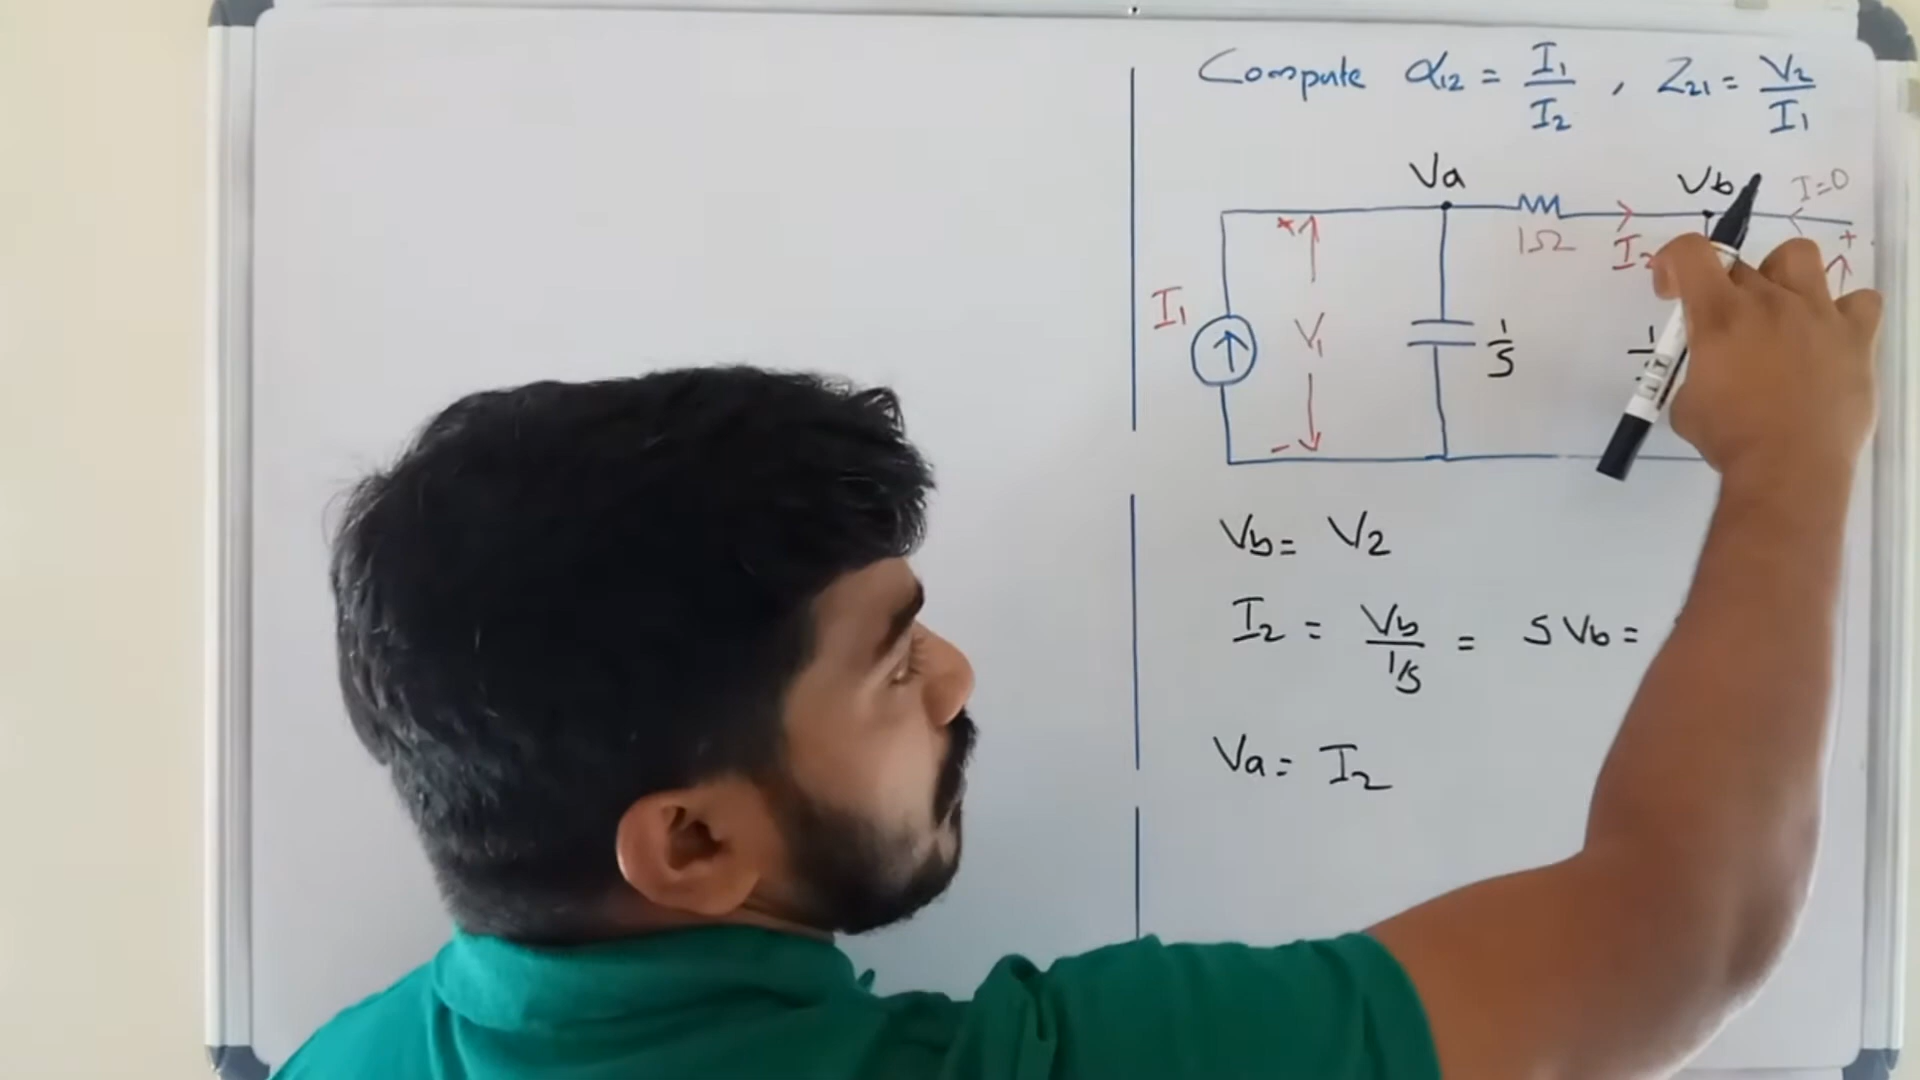 Compute α12 = I1/I2 , Z21 = V2/I1
Va
Vb
I=0
+
1Ω
I2
+
I1
V1
1/S
-
Vb = V2
I2 = Vb/1/S = S Vb =
Va = I2